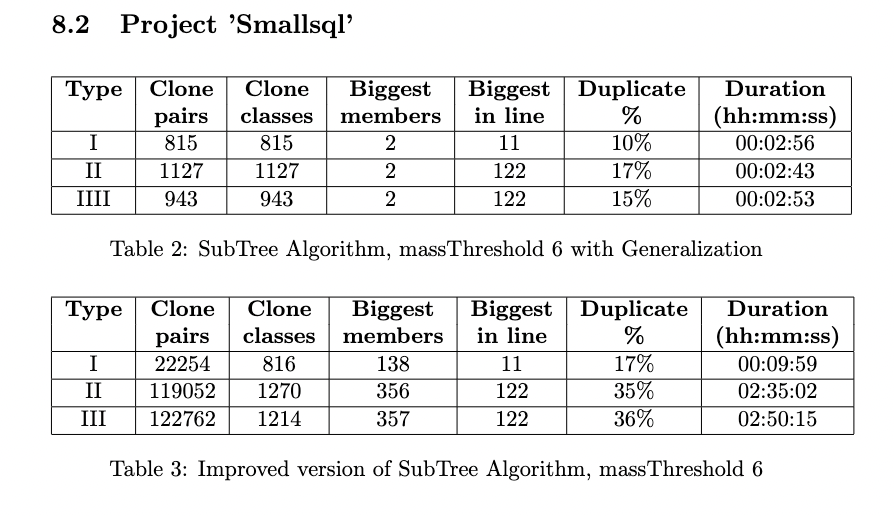 8.2 Project 'Smallsql'
Type Clone pairs Clone classes Biggest members Biggest in line Duplicate % Duration (hh:mm:ss)
I 815 815 2 11 10% 00:02:56
II 1127 1127 2 122 17% 00:02:43
IIII 943 943 2 122 15% 00:02:53
Table 2: SubTree Algorithm, massThreshold 6 with Generalization
Type Clone pairs Clone classes Biggest members Biggest in line Duplicate % Duration (hh:mm:ss)
I 22254 816 138 11 17% 00:09:59
II 119052 1270 356 122 35% 02:35:02
III 122762 1214 357 122 36% 02:50:15
Table 3: Improved version of SubTree Algorithm, massThreshold 6